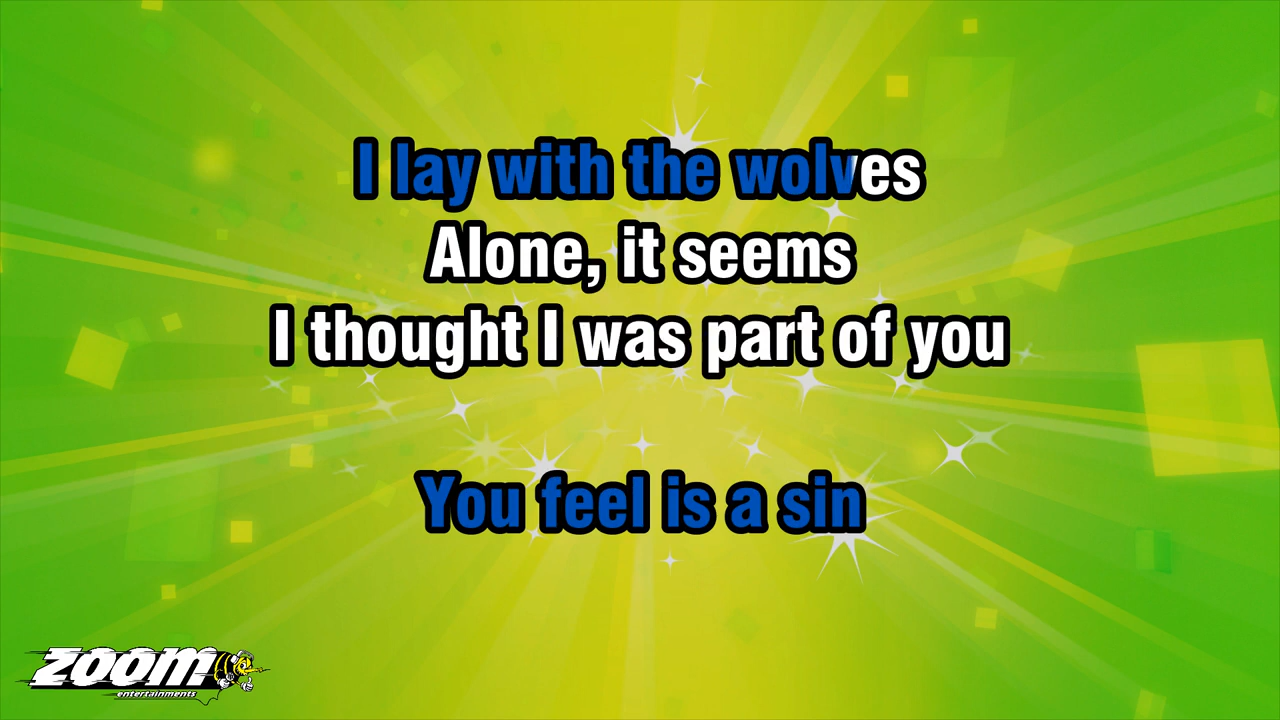 I lay with the wolves
Alone, it seems
I thought I was part of you
You feel is a sin
zoom
entertainments